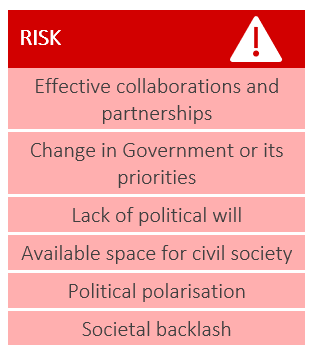 RISK
Effective collaborations and
partnerships
Change in Government or its
priorities
Lack of political will
Available space for civil society
Political polarisation
Societal backlash